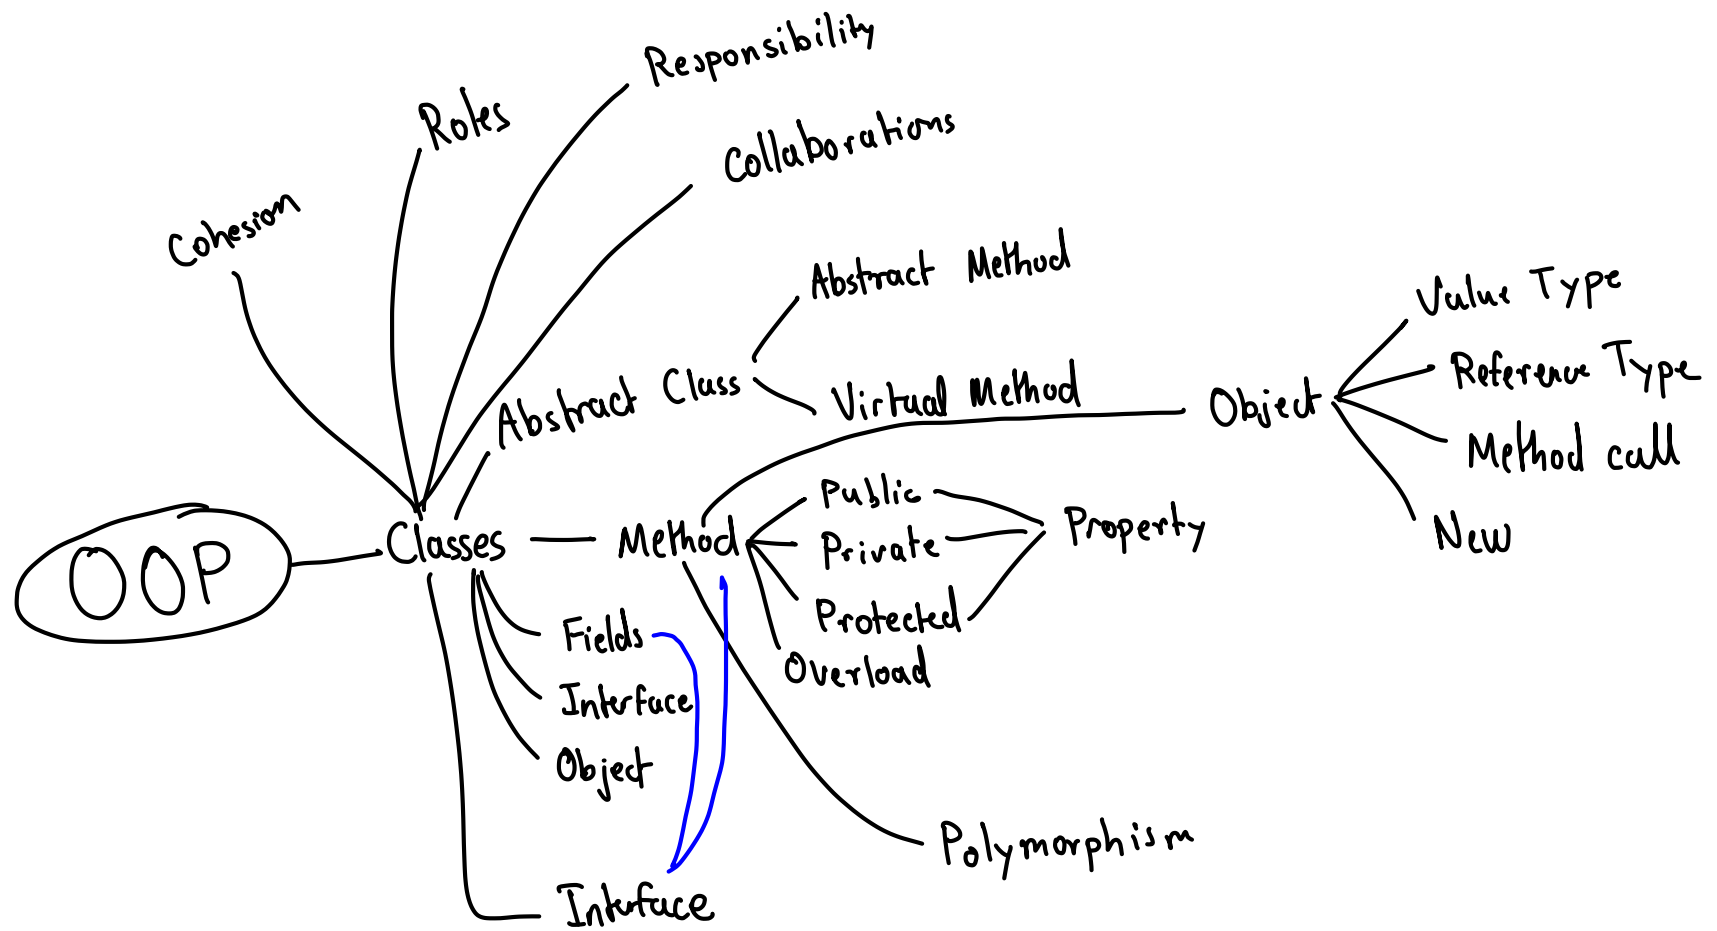 Responsibility
Roles
Collaborations
Cohesion
Abstract Method
Value Type
Reference Type
Abstract Class
Virtual Method
Object
Method call
Public
New
OOP
Classes
Method
Private
Property
Protected
Fields
Overload
Interface
Object
Polymorphism
Interface